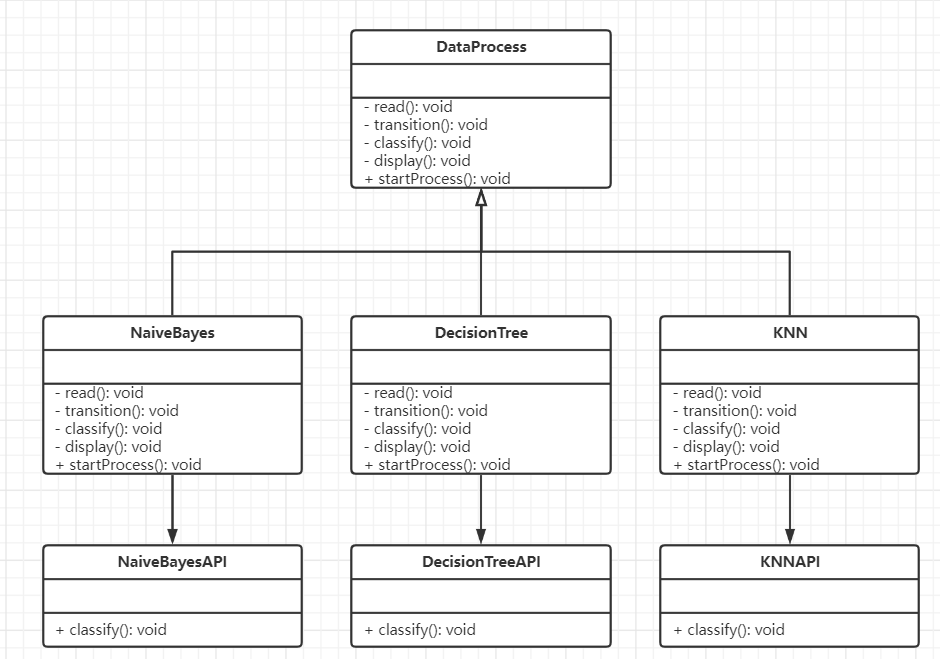 DataProcess
- read(): void
- transition(): void
- classify(): void
- display(): void
+ startProcess(): void
NaiveBayes
- read(): void
- transition(): void
- classify(): void
- display(): void
+ startProcess(): void
DecisionTree
- read(): void
- transition(): void
- classify(): void
- display(): void
+ startProcess(): void
KNN
- read(): void
- transition(): void
- classify(): void
- display(): void
+ startProcess(): void
NaiveBayesAPI
+ classify(): void
DecisionTreeAPI
+ classify(): void
KNNAPI
+ classify(): void